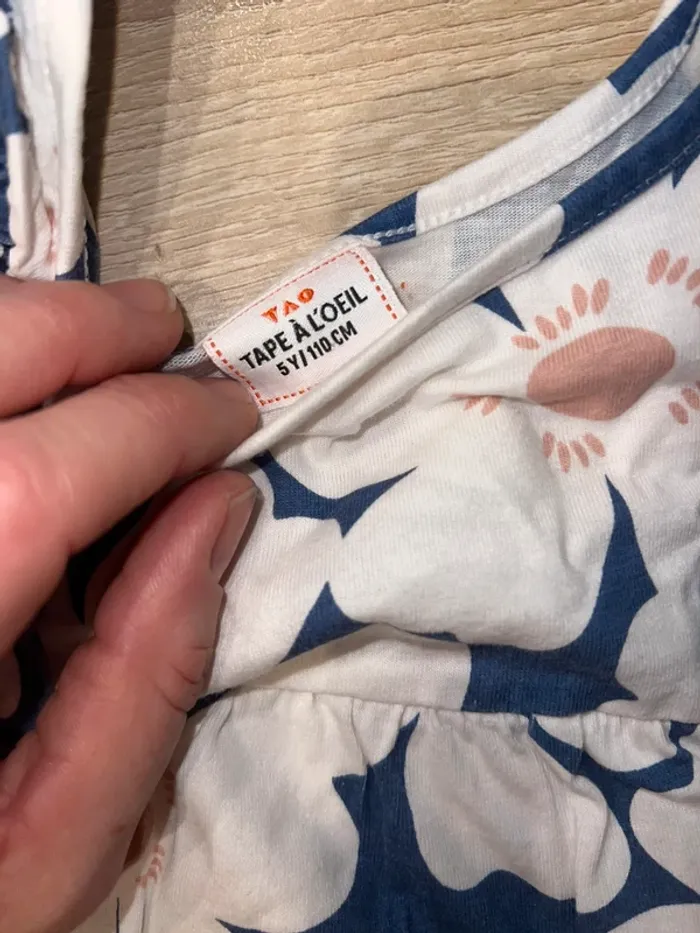 TAO
TAPE À L'OEIL
5 Y / 110 CM